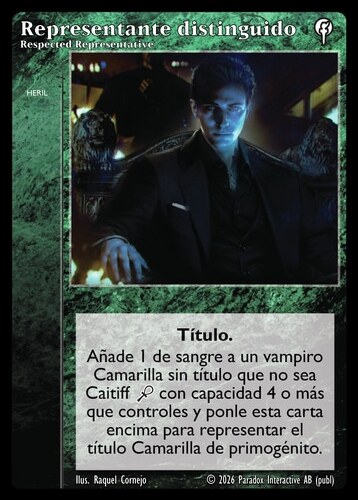 Representante distinguido
Respected Representative
HERIL
Título.
Añade 1 de sangre a un vampiro
Camarilla sin título que no sea
Caitiff con capacidad 4 o más
que controles y ponle esta carta
encima para representar el
título Camarilla de primogénito.
Ilus. Raquel Cornejo
© 2026 Paradox Interactive AB (publ)